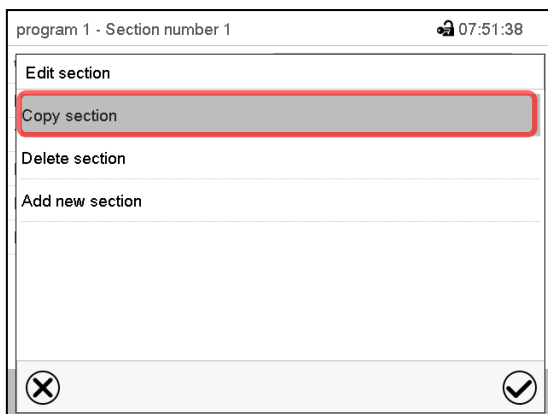 program 1 - Section number 1 07:51:38
Edit section
Copy section
Delete section
Add new section